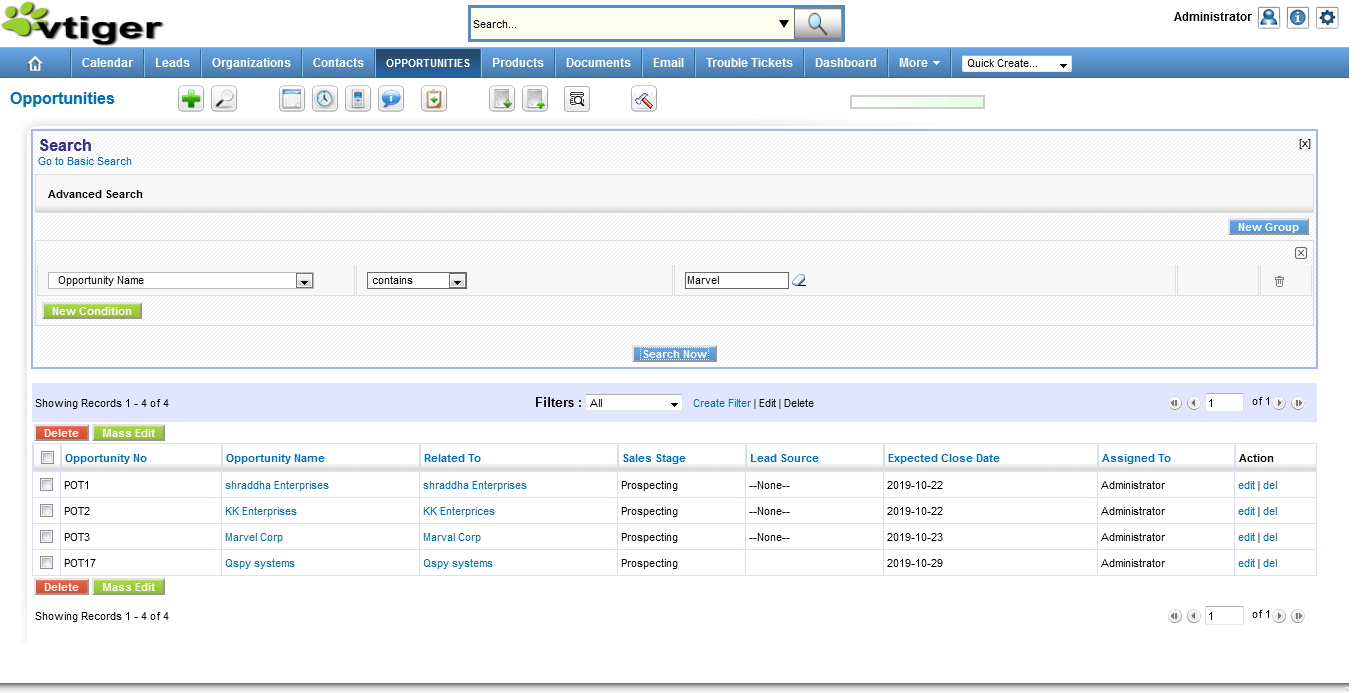 vtiger
Search...
Administrator
Calendar Leads Organizations Contacts OPPORTUNITIES Products Documents Email Trouble Tickets Dashboard More Quick Create...
Opportunities
Search [x]
Go to Basic Search
Advanced Search
New Group
Opportunity Name contains Marvel
New Condition
Search Now
Showing Records 1 - 4 of 4 Filters : All Create Filter | Edit | Delete 1 of 1
Delete Mass Edit
Opportunity No Opportunity Name Related To Sales Stage Lead Source Expected Close Date Assigned To Action
POT1 shraddha Enterprises shraddha Enterprises Prospecting --None-- 2019-10-22 Administrator edit | del
POT2 KK Enterprises KK Enterprices Prospecting --None-- 2019-10-22 Administrator edit | del
POT3 Marvel Corp Marval Corp Prospecting --None-- 2019-10-23 Administrator edit | del
POT17 Qspy systems Qspy systems Prospecting 2019-10-29 Administrator edit | del
Delete Mass Edit
Showing Records 1 - 4 of 4 1 of 1